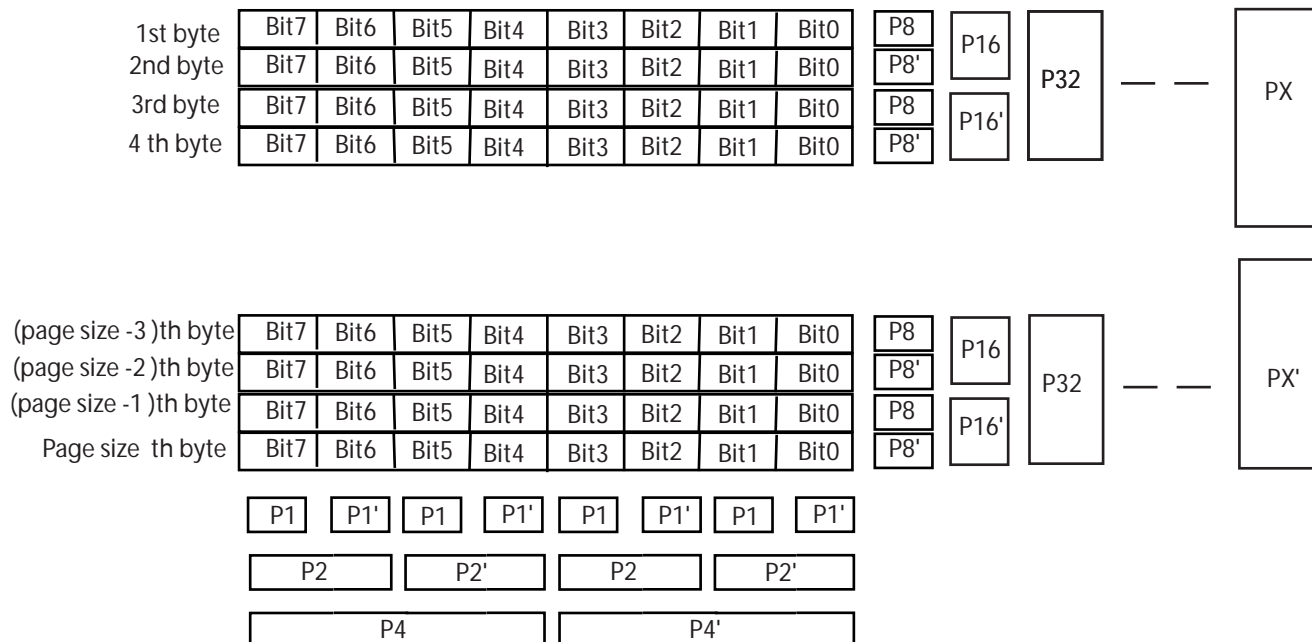 1st byte Bit7 Bit6 Bit5 Bit4 Bit3 Bit2 Bit1 Bit0 P8 P16 P32 PX
2nd byte Bit7 Bit6 Bit5 Bit4 Bit3 Bit2 Bit1 Bit0 P8'
3rd byte Bit7 Bit6 Bit5 Bit4 Bit3 Bit2 Bit1 Bit0 P8 P16'
4 th byte Bit7 Bit6 Bit5 Bit4 Bit3 Bit2 Bit1 Bit0 P8'
(page size -3 )th byte Bit7 Bit6 Bit5 Bit4 Bit3 Bit2 Bit1 Bit0 P8 P16 P32 PX'
(page size -2 )th byte Bit7 Bit6 Bit5 Bit4 Bit3 Bit2 Bit1 Bit0 P8'
(page size -1 )th byte Bit7 Bit6 Bit5 Bit4 Bit3 Bit2 Bit1 Bit0 P8 P16'
Page size th byte Bit7 Bit6 Bit5 Bit4 Bit3 Bit2 Bit1 Bit0 P8'
P1 P1' P1 P1' P1 P1' P1 P1'
P2 P2' P2 P2'
P4 P4'